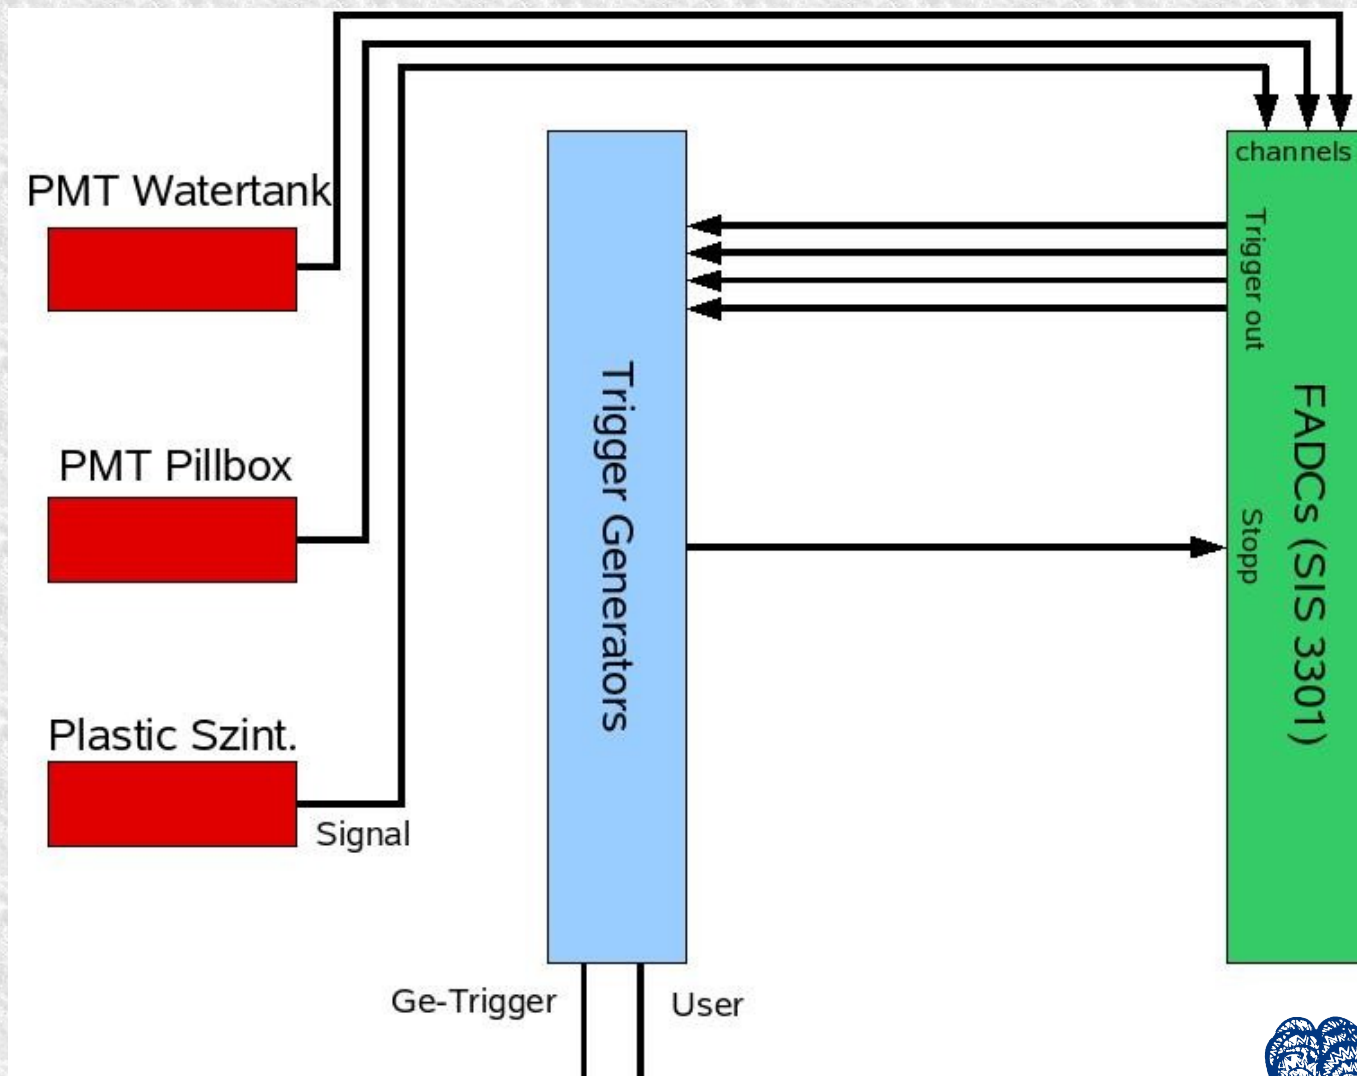 PMT Watertank
PMT Pillbox
Plastic Szint.
Signal
Trigger Generators
Ge-Trigger
User
channels
Trigger out
Stopp
FADCs (SIS 3301)